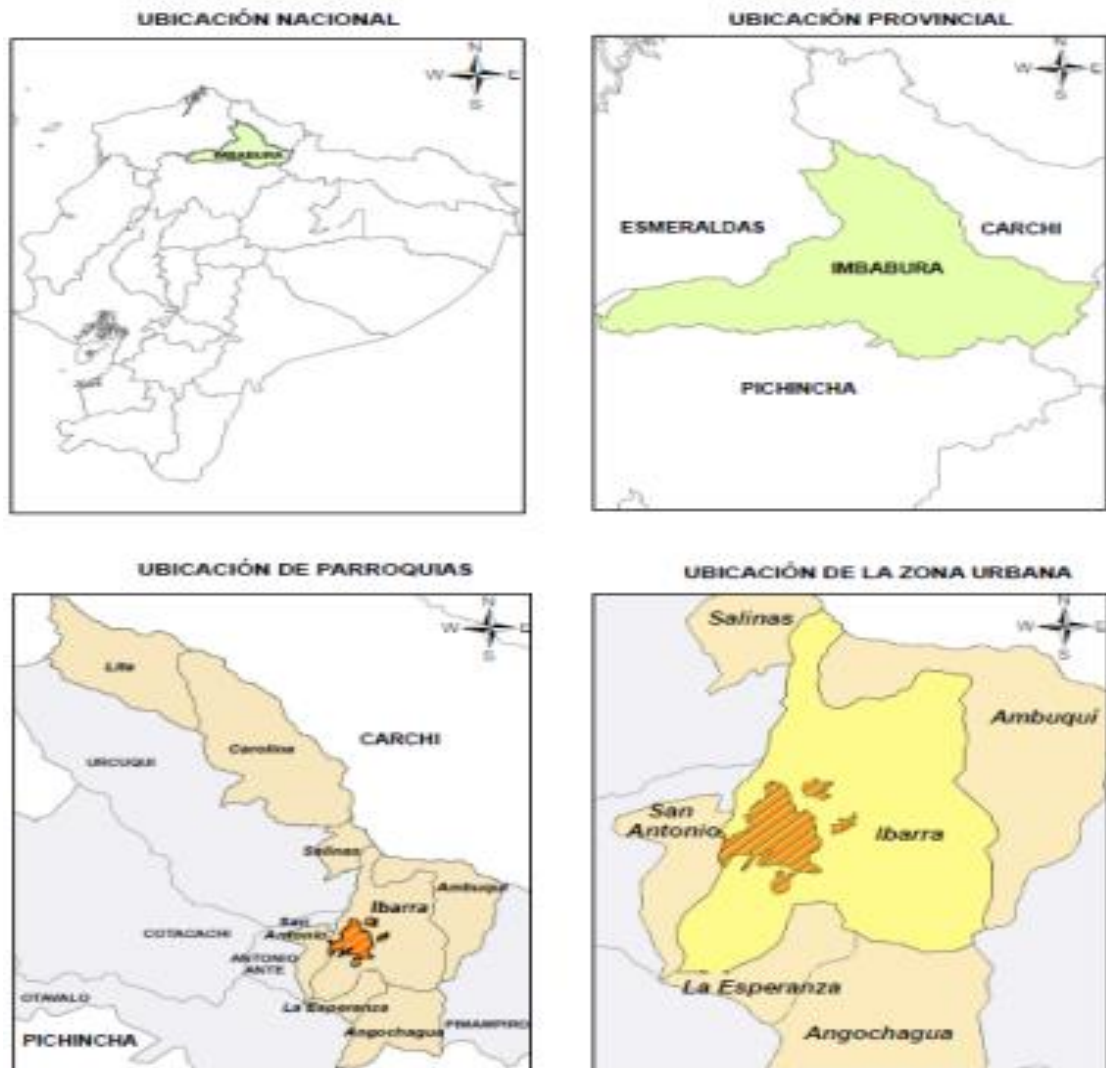 UBICACIÓN NACIONAL
N
W
E
S
IMBABURA
UBICACIÓN PROVINCIAL
N
W
E
S
ESMERALDAS
CARCHI
IMBABURA
PICHINCHA
UBICACIÓN DE PARROQUIAS
N
W
E
S
Lita
Carolina
CARCHI
URCUQUI
Salinas
Ambuquí
Ibarra
San
Antonio
COTACACHI
ANTONIO
ANTE
OTAVALO
La Esperanza
Angochagua
PIMAMPIRO
PICHINCHA
UBICACIÓN DE LA ZONA URBANA
N
W
E
S
Salinas
Ambuquí
San
Antonio
Ibarra
La Esperanza
Angochagua